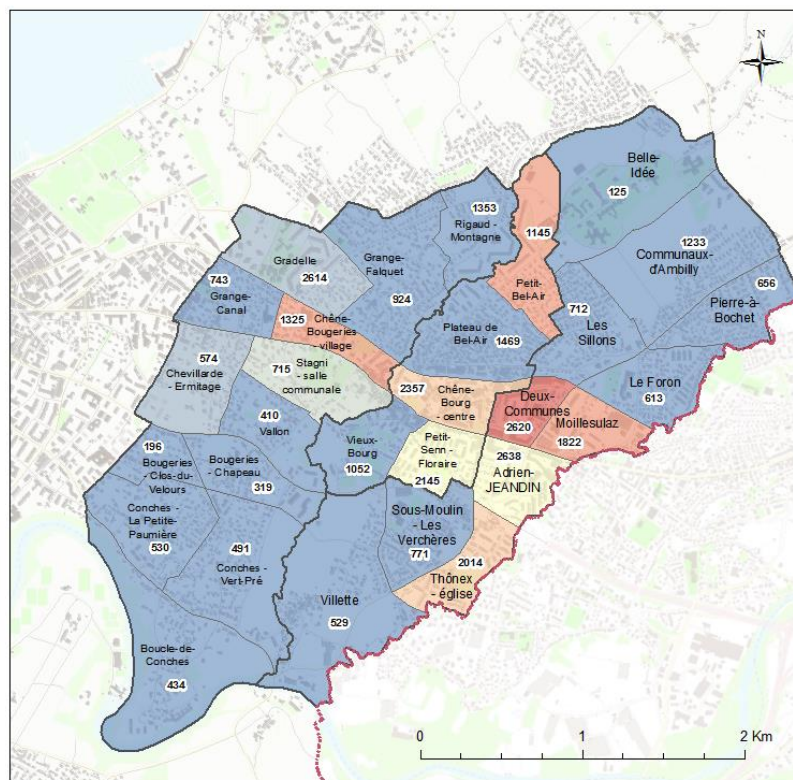 N
Belle-
Idée
125
1353
Rigaud -
Montagne
1145
1233
Communaux-
d'Ambilly
Gradelle
2614
Grange-
Falquet
924
656
Pierre-à-
Bochet
743
Grange-
Canal
Petit-
Bel-Air
712
Les
Sillons
1325
Chêne-
Bougeries
- village
Plateau de
Bel-Air
1469
574
Chevillarde -
Ermitage
715
Stagni
- salle
communale
Le Foron
613
2357
Chêne-
Bourg
- centre
Deux-
Communes
2620
Moillesulaz
1822
410
Vallon
Vieux-
Bourg
1052
Petit-
Senn -
Floraire
2145
2638
Adrien-
JEANDIN
196
Bougeries
- Clos-du-
Velours
Bougeries -
Chapeau
319
Conches -
La Petite-
Paumière
530
491
Conches -
Vert-Pré
Sous-Moulin
- Les
Verchères
771
2014
Thônex
- église
Villette
529
Boucle-de-
Conches
434
0
2 Km